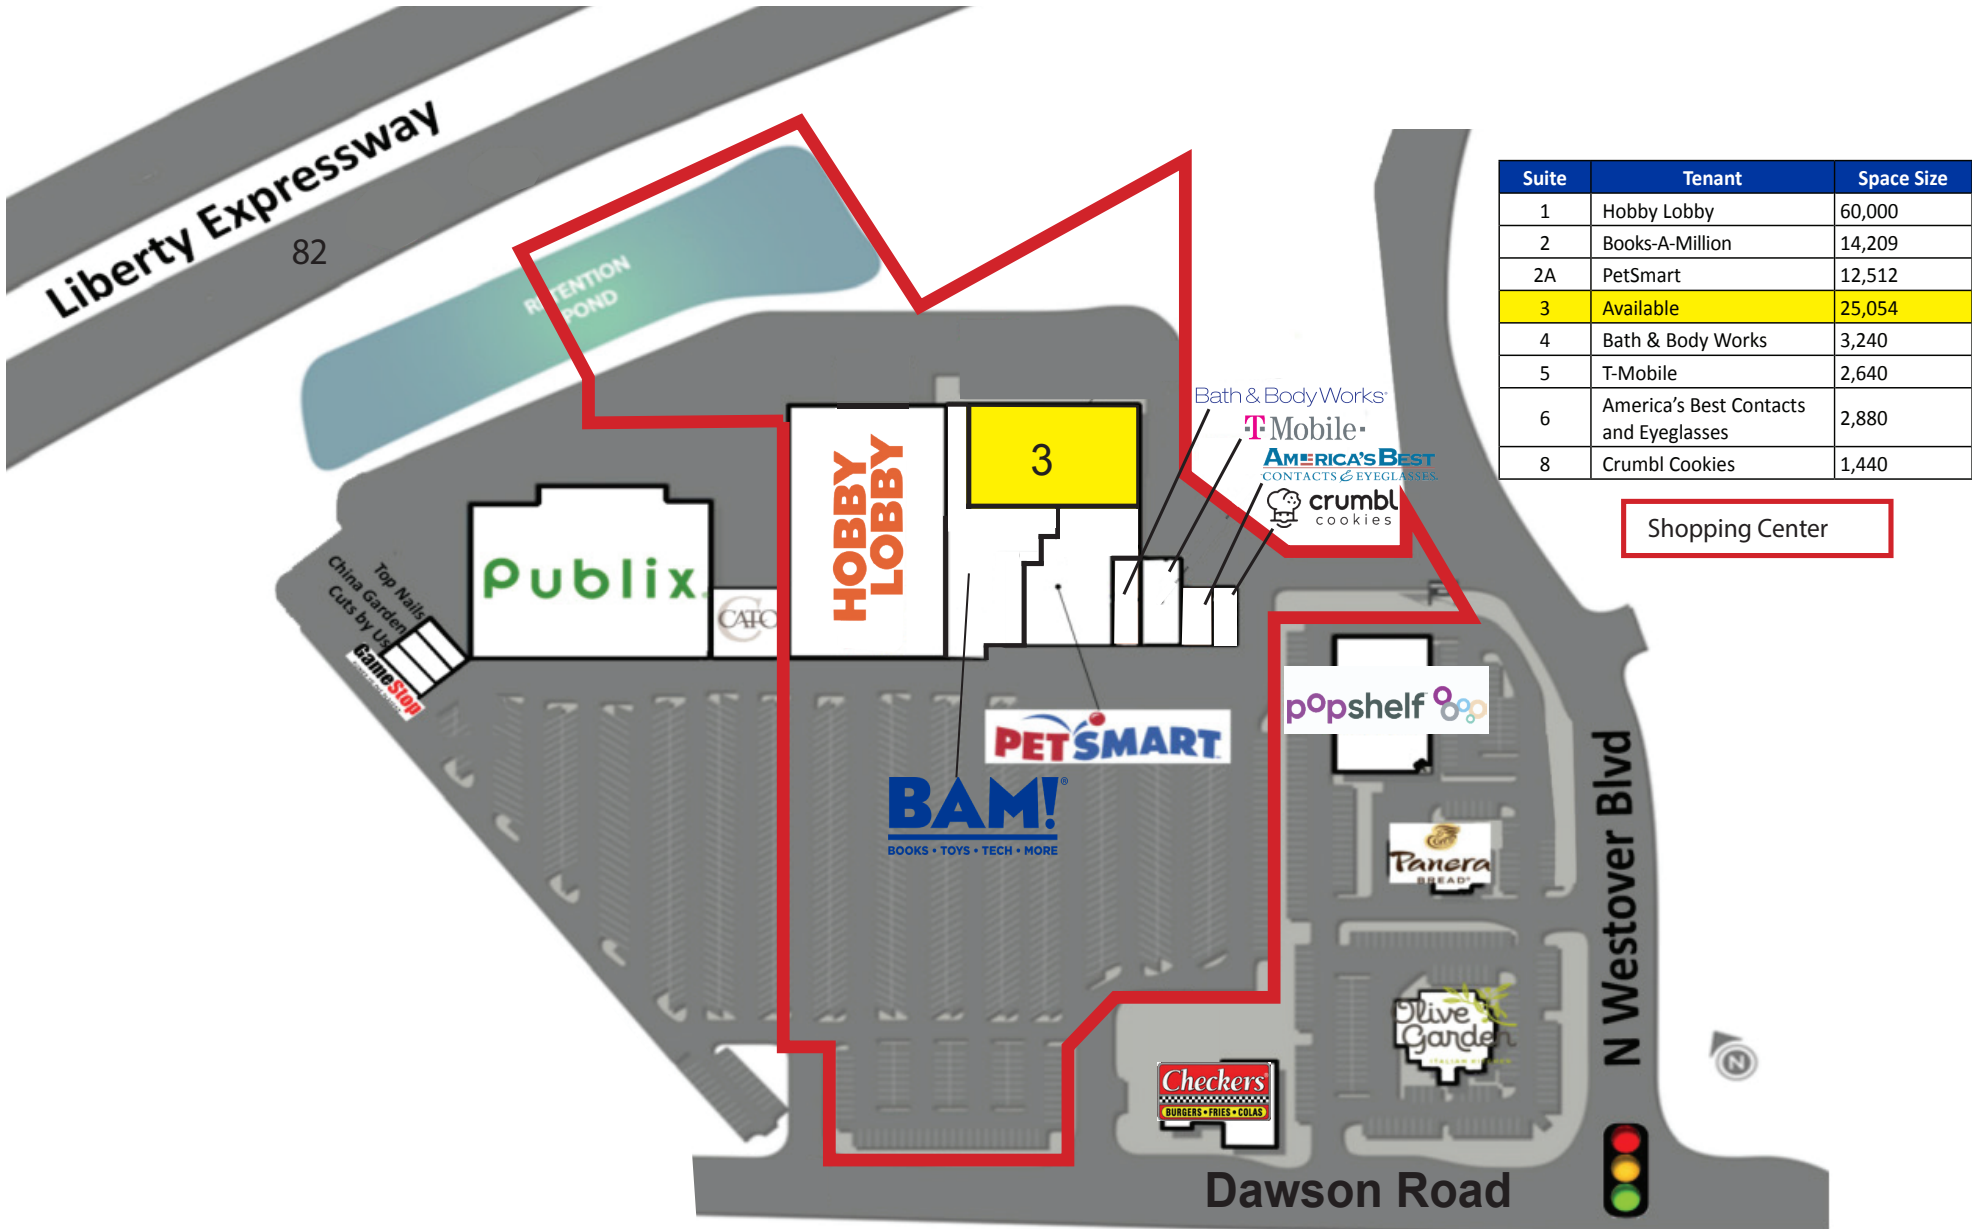 Liberty Expressway
82
RETENTION
POND
Suite Tenant Space Size
1 Hobby Lobby 60,000
2 Books-A-Million 14,209
2A PetSmart 12,512
3 Available 25,054
4 Bath & Body Works 3,240
5 T-Mobile 2,640
6 America's Best Contacts
and Eyeglasses 2,880
8 Crumbl Cookies 1,440
Shopping Center
Bath & Body Works
T Mobile
AMERICA'S BEST
CONTACTS & EYEGLASSES
crumbl
cookies
3
HOBBY
LOBBY
Publix
CATO
Top Nails
China Garden
Cuts by Us
GameStop
PETSMART
BAM!
BOOKS • TOYS • TECH • MORE
popshelf
Panera
BREAD
Olive
Garden
ITALIAN KITCHEN
Checkers
BURGERS • FRIES • COLAS
N Westover Blvd
N
Dawson Road